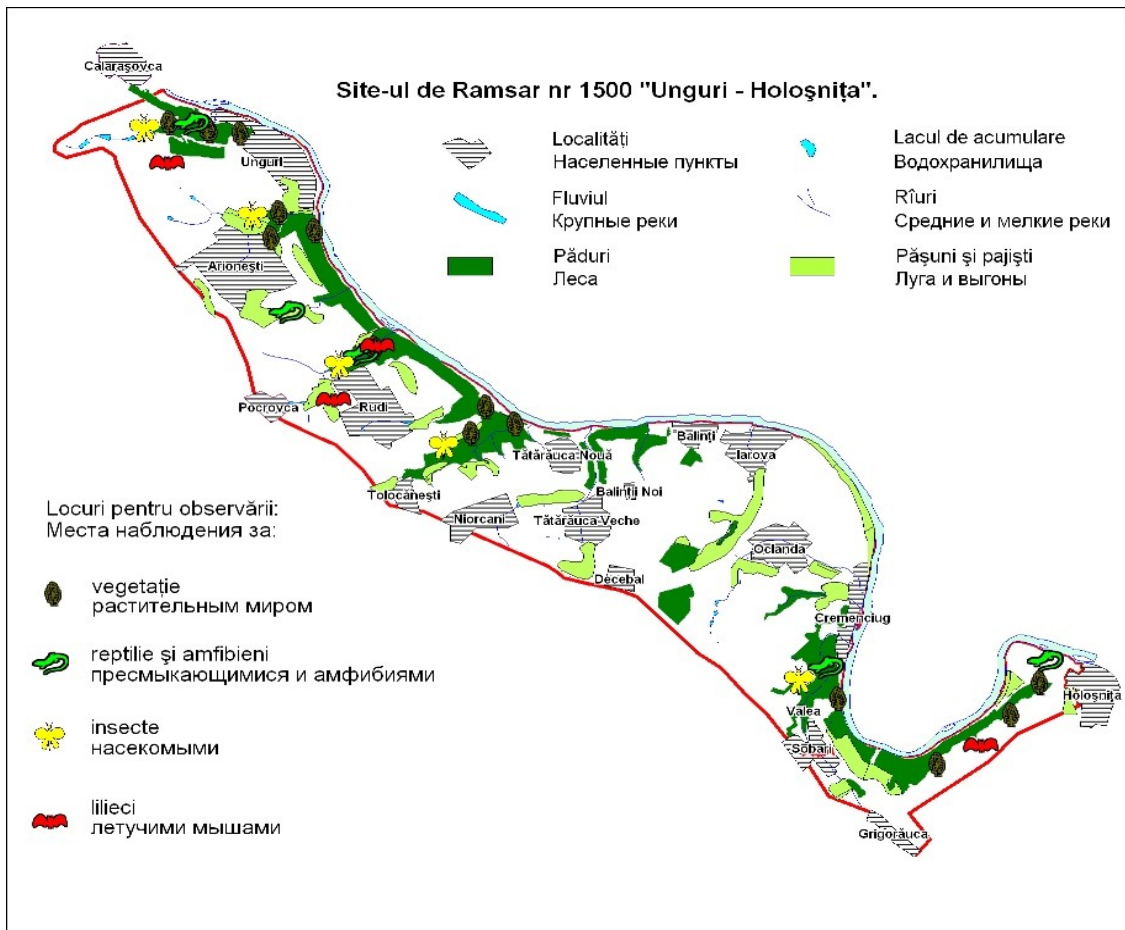 Calaraşovca
Site-ul de Ramsar nr 1500 "Unguri - Holoşniţa".
Localităţi
Населенные пункты
Lacul de acumulare
Водохранилища
Fluviul
Крупные реки
Rîuri
Средние и мелкие реки
Păduri
Леса
Păşuni şi pajişti
Луга и выгоны
Unguri
Arioneşti
Pocrovca
Rudi
Tătărăuca Nouă
Balinţi
Iarova
Tolocăneşti
Niorcani
Balinţii Noi
Tătărăuca Veche
Decebal
Oclanda
Cremenciug
Holoşniţa
Valea
Sobari
Grigorăuca
Locuri pentru observării:
Места наблюдения за:
vegetaţie
растительным миром
reptilie şi amfibieni
пресмыкающимися и амфибиями
insecte
насекомыми
lilieci
летучими мышами